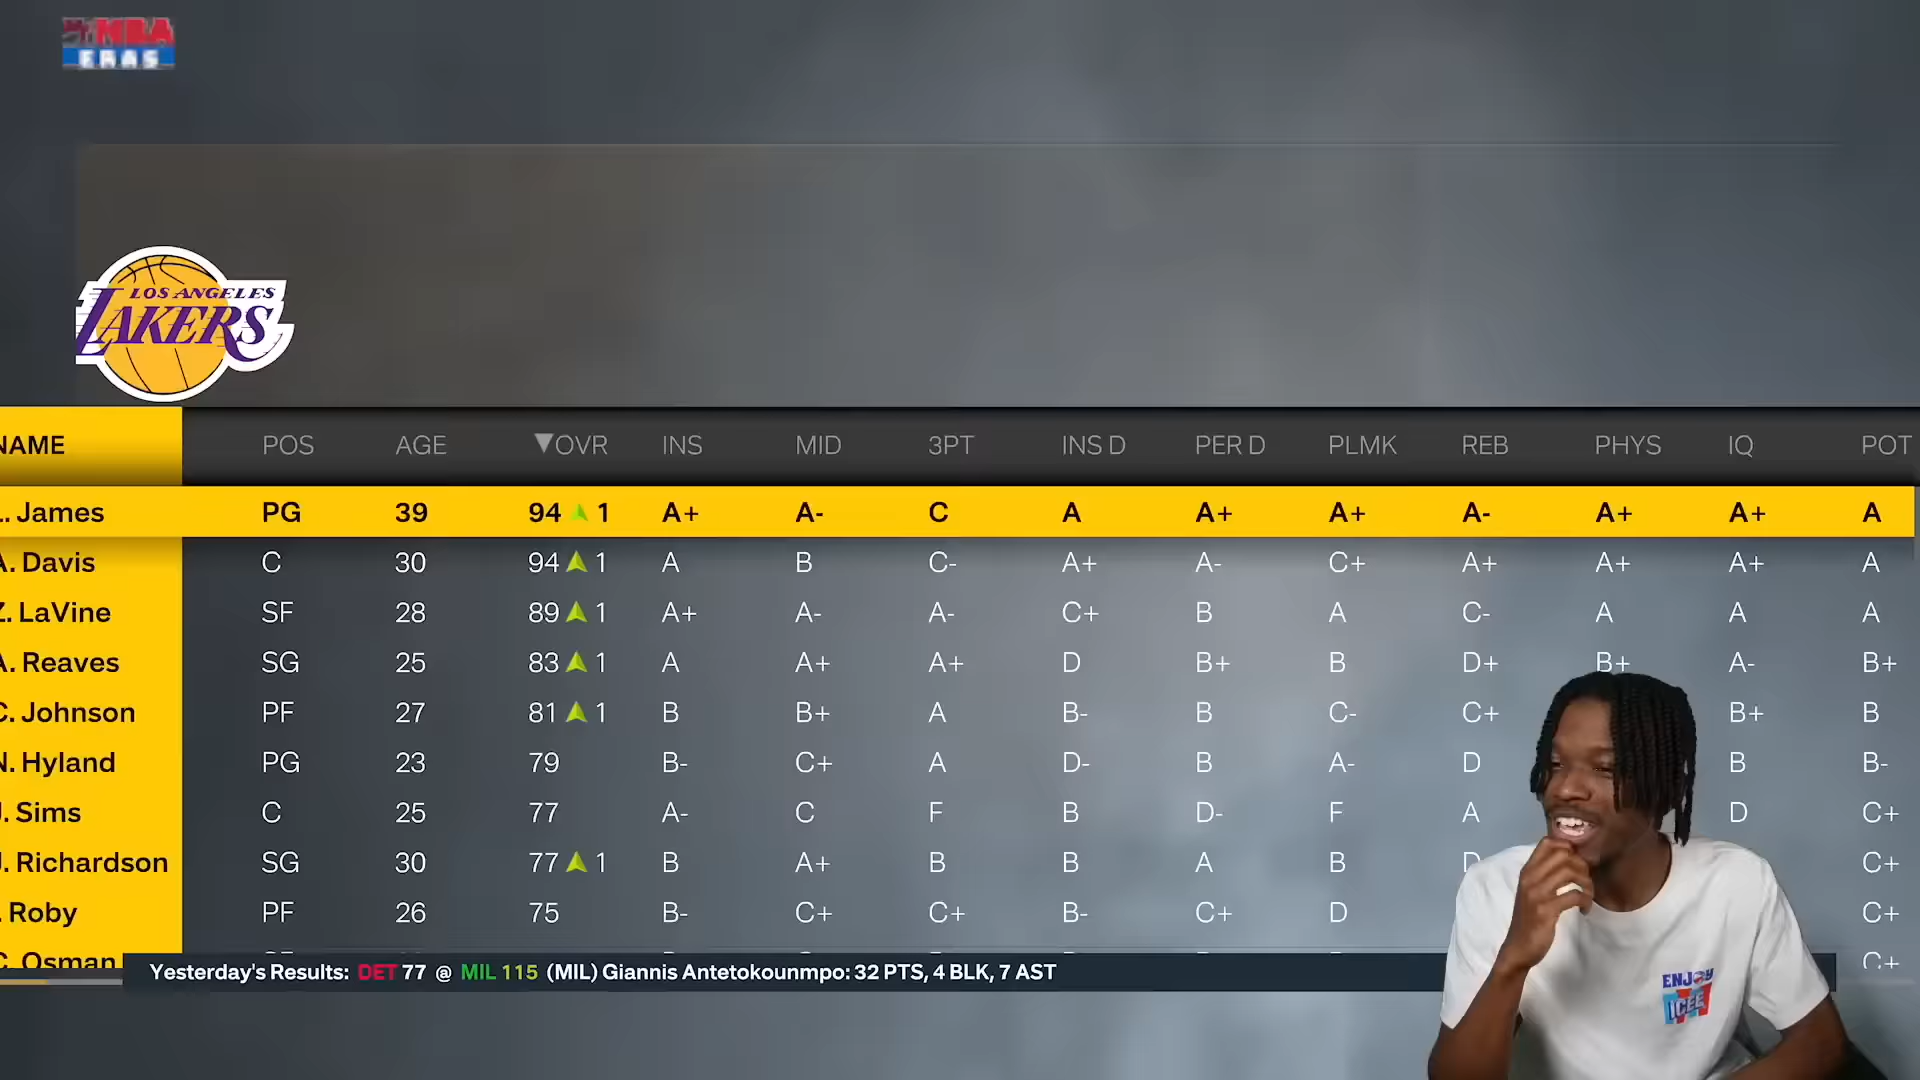 NBA
ERAS
LOS ANGELES
LAKERS
NAME POS AGE ▼OVR INS MID 3PT INS D PER D PLMK REB PHYS IQ POT
. James PG 39 94 1 A+ A- C A A+ A+ A- A+ A+ A
A. Davis C 30 94 1 A B C- A+ A- C+ A+ A+ A+ A
Z. LaVine SF 28 89 1 A+ A- A- C+ B A C- A A A
A. Reaves SG 25 83 1 A A+ A+ D B+ B D+ B+ A- B+
C. Johnson PF 27 81 1 B B+ A B- B C- C+ B+ B
N. Hyland PG 23 79 B- C+ A D- B A- D B B-
J. Sims C 25 77 A- C F B D- F A D C+
J. Richardson SG 30 77 1 B A+ B B A B D C+
. Roby PF 26 75 B- C+ C+ B- C+ D C+
C. Osman C+
Yesterday's Results: DET 77 @ MIL 115 (MIL) Giannis Antetokounmpo: 32 PTS, 4 BLK, 7 AST
ENJOY
ICEE